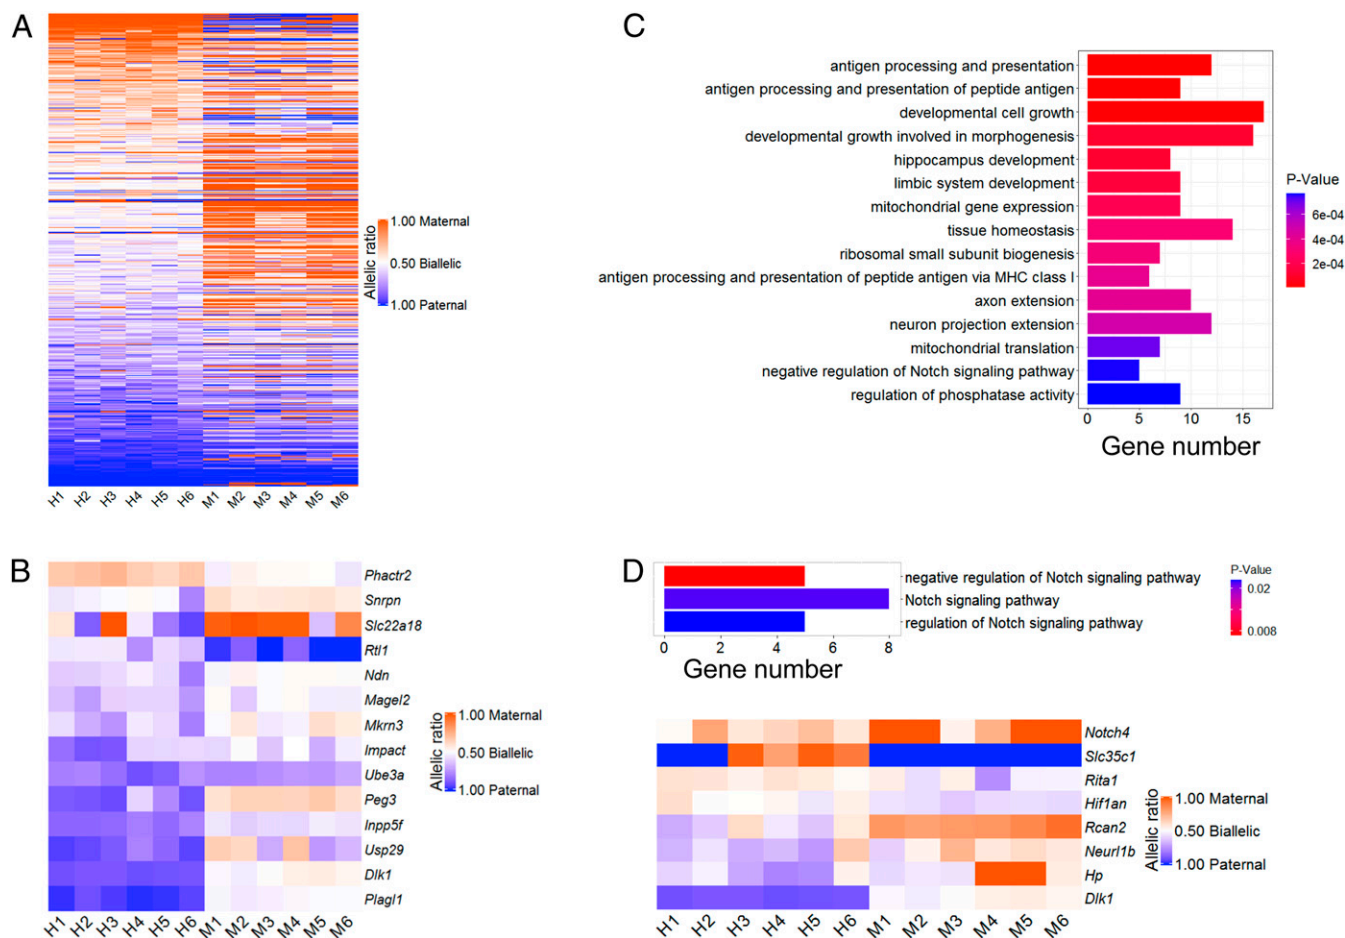 A
1.00 Maternal
0.50 Biallelic
1.00 Paternal
Allelic ratio
H1 H2 H3 H4 H5 H6 M1 M2 M3 M4 M5 M6
C
antigen processing and presentation
antigen processing and presentation of peptide antigen
developmental cell growth
developmental growth involved in morphogenesis
hippocampus development
limbic system development
mitochondrial gene expression
tissue homeostasis
ribosomal small subunit biogenesis
antigen processing and presentation of peptide antigen via MHC class I
axon extension
neuron projection extension
mitochondrial translation
negative regulation of Notch signaling pathway
regulation of phosphatase activity
0 5 10 15
Gene number
P-Value
6e-04
4e-04
2e-04
B
Phactr2
Snrpn
Slc22a18
Rtl1
Ndn
Magel2
Mkrn3
Impact
Ube3a
Peg3
Inpp5f
Usp29
Dlk1
Plagl1
H1 H2 H3 H4 H5 H6 M1 M2 M3 M4 M5 M6
Allelic ratio
1.00 Maternal
0.50 Biallelic
1.00 Paternal
D
negative regulation of Notch signaling pathway
Notch signaling pathway
regulation of Notch signaling pathway
0 2 4 6 8
Gene number
P-Value
0.02
0.008
Notch4
Slc35c1
Rita1
Hif1an
Rcan2
Neurl1b
Hp
Dlk1
H1 H2 H3 H4 H5 H6 M1 M2 M3 M4 M5 M6
Allelic ratio
1.00 Maternal
0.50 Biallelic
1.00 Paternal